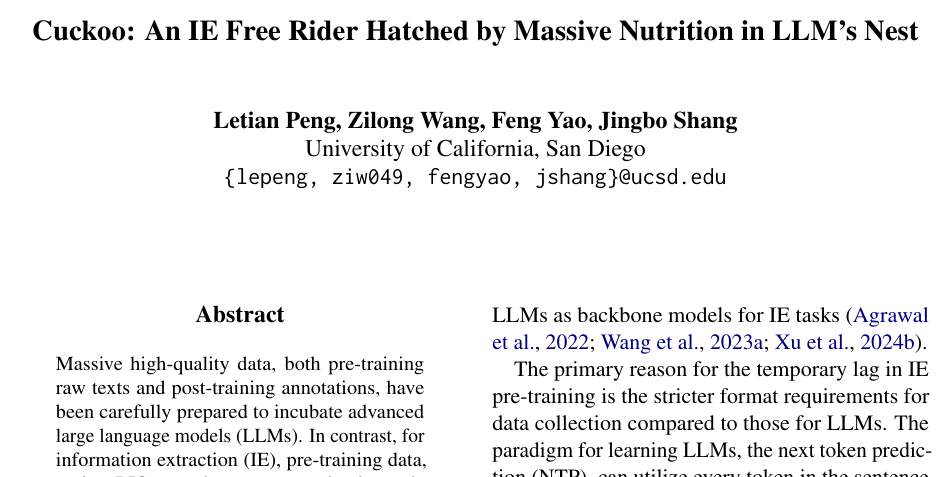 Cuckoo: An IE Free Rider Hatched by Massive Nutrition in LLM's Nest
Letian Peng, Zilong Wang, Feng Yao, Jingbo Shang
University of California, San Diego
{lepeng, ziw049, fengyao, jshang}@ucsd.edu
Abstract
Massive high-quality data, both pre-training
raw texts and post-training annotations, have
been carefully prepared to incubate advanced
large language models (LLMs). In contrast, for
information extraction (IE), pre-training data,
LLMs as backbone models for IE tasks (Agrawal
et al., 2022; Wang et al., 2023a; Xu et al., 2024b).
The primary reason for the temporary lag in IE
pre-training is the stricter format requirements for
data collection compared to those for LLMs. The
paradigm for learning LLMs, the next token predic-
tion (NTP), can utilize every token in the sentence